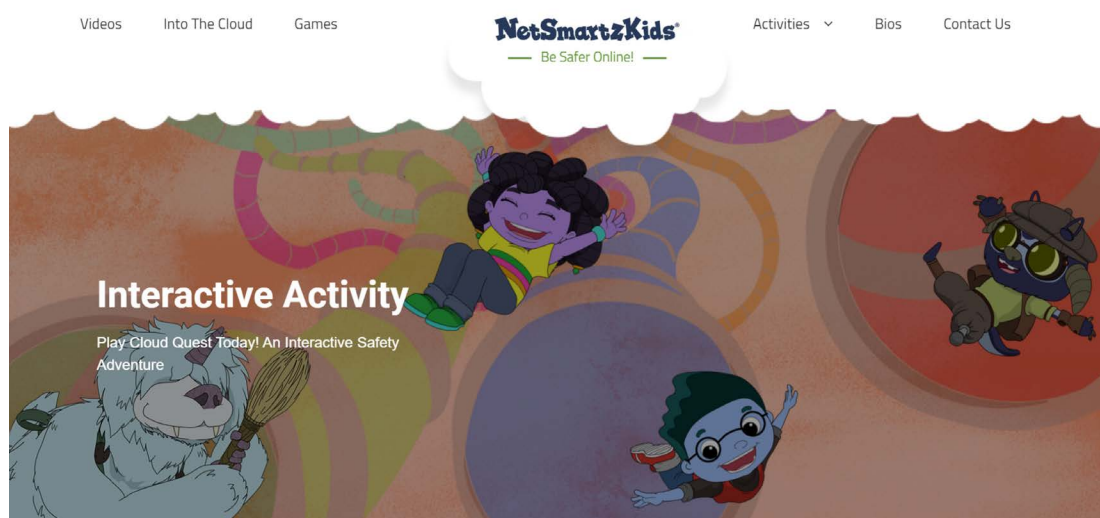 Videos Into The Cloud Games NetSmartzKids® Activities Bios Contact Us
Be Safer Online!
Interactive Activity
Play Cloud Quest Today! An Interactive Safety
Adventure